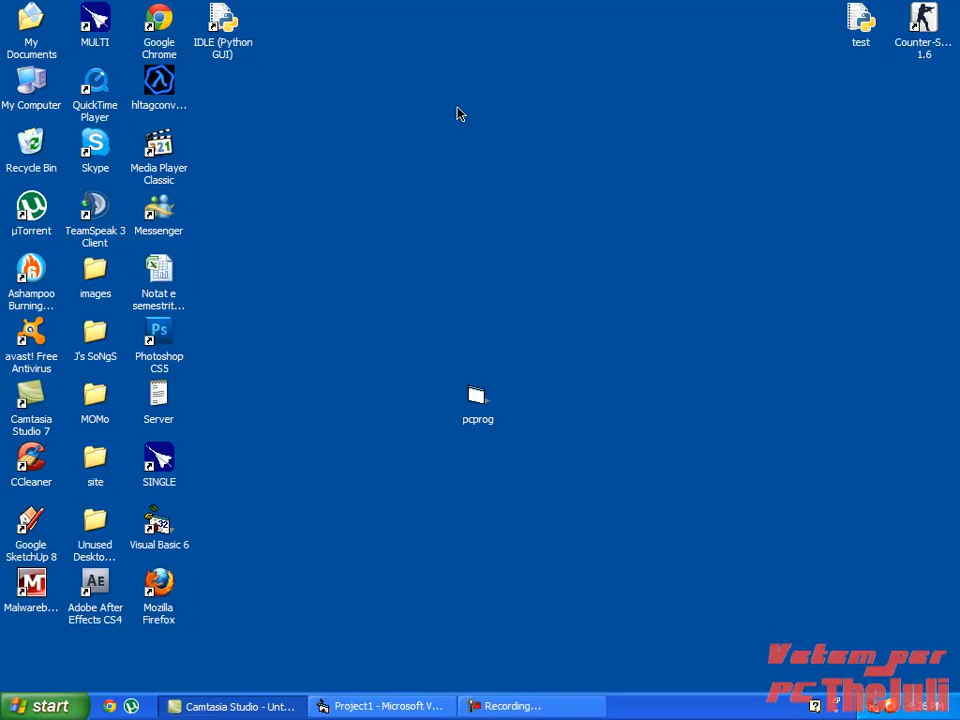 My
Documents
MULTI
Google
Chrome
IDLE (Python
GUI)
test
Counter-S...
1.6
My Computer
QuickTime
Player
hltagconv...
Recycle Bin
Skype
Media Player
Classic
µTorrent
TeamSpeak 3
Client
Messenger
Ashampoo
Burning...
images
Notat e
semestrit...
avast! Free
Antivirus
J's SoNgS
Photoshop
CS5
Camtasia
Studio 7
MOMo
Server
pcprog
CCleaner
site
SINGLE
Google
SketchUp 8
Unused
Deskto...
Visual Basic 6
Malwareb...
Adobe After
Effects CS4
Mozilla
Firefox
Vetem per
PC TheJuli
start
Camtasia Studio - Unt...
Project1 - Microsoft V...
Recording...